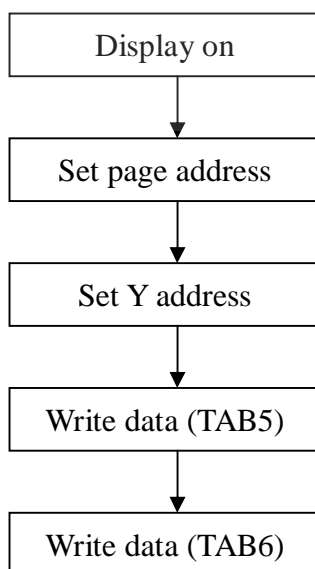 Display on
Set page address
Set Y address
Write data (TAB5)
Write data (TAB6)